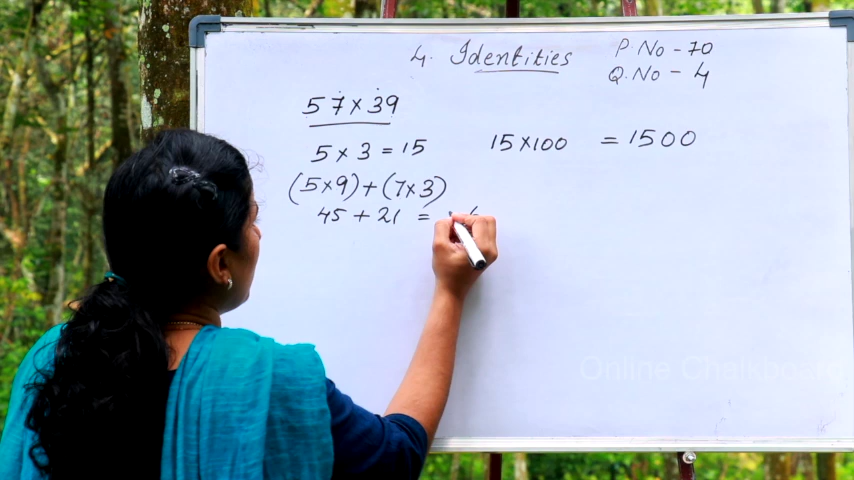 4. Identities
P.No - 70
Q.No - 4
57 × 39
5 × 3 = 15
15×100 = 1500
(5×9)+(7×3)
45 + 21 =
Online Chalkboard